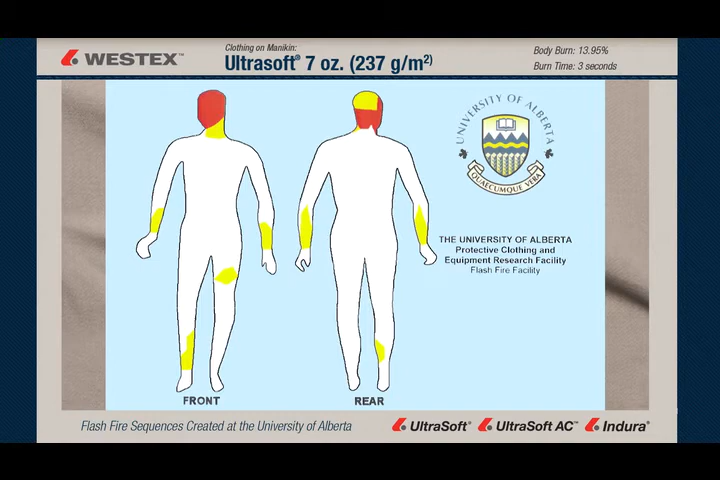 WESTEX™
Clothing on Manikin:
Ultrasoft® 7 oz. (237 g/m²)
Body Burn: 13.95%
Burn Time: 3 seconds
UNIVERSITY OF ALBERTA
QUAECUMQUE VERA
THE UNIVERSITY OF ALBERTA
Protective Clothing and
Equipment Research Facility
Flash Fire Facility
FRONT
REAR
Flash Fire Sequences Created at the University of Alberta
UltraSoft® UltraSoft AC™ Indura®